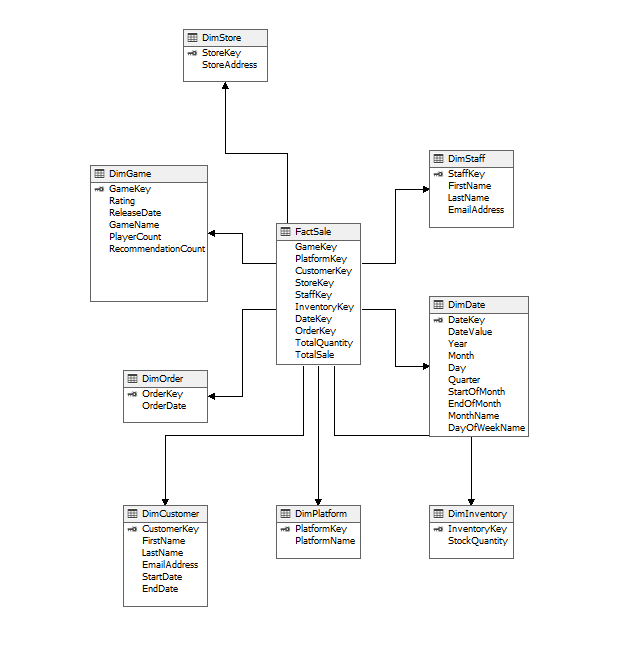 DimStore
StoreKey
StoreAddress
DimStaff
StaffKey
FirstName
LastName
EmailAddress
DimGame
GameKey
Rating
ReleaseDate
GameName
PlayerCount
RecommendationCount
FactSale
GameKey
PlatformKey
CustomerKey
StoreKey
StaffKey
InventoryKey
DateKey
OrderKey
TotalQuantity
TotalSale
DimDate
DateKey
DateValue
Year
Month
Day
Quarter
StartOfMonth
EndOfMonth
MonthName
DayOfWeekName
DimOrder
OrderKey
OrderDate
DimCustomer
CustomerKey
FirstName
LastName
EmailAddress
StartDate
EndDate
DimPlatform
PlatformKey
PlatformName
DimInventory
InventoryKey
StockQuantity